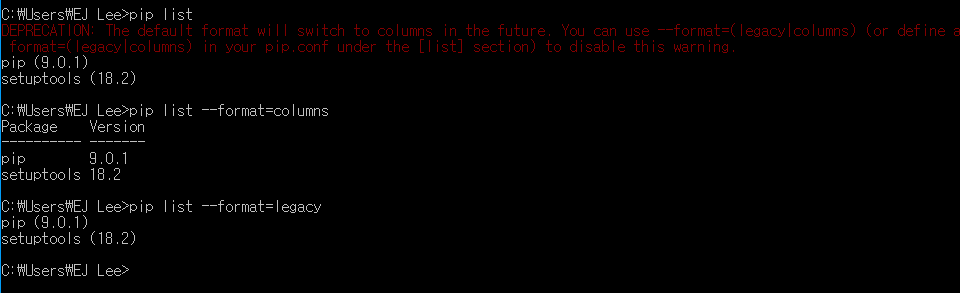 C:₩Users₩EJ Lee>pip list
DEPRECATION: The default format will switch to columns in the future. You can use --format=(legacy|columns) (or define a
format=(legacy|columns) in your pip.conf under the [list] section) to disable this warning.
pip (9.0.1)
setuptools (18.2)
C:₩Users₩EJ Lee>pip list --format=columns
Package    Version
---------- -------
pip        9.0.1
setuptools 18.2
C:₩Users₩EJ Lee>pip list --format=legacy
pip (9.0.1)
setuptools (18.2)
C:₩Users₩EJ Lee>